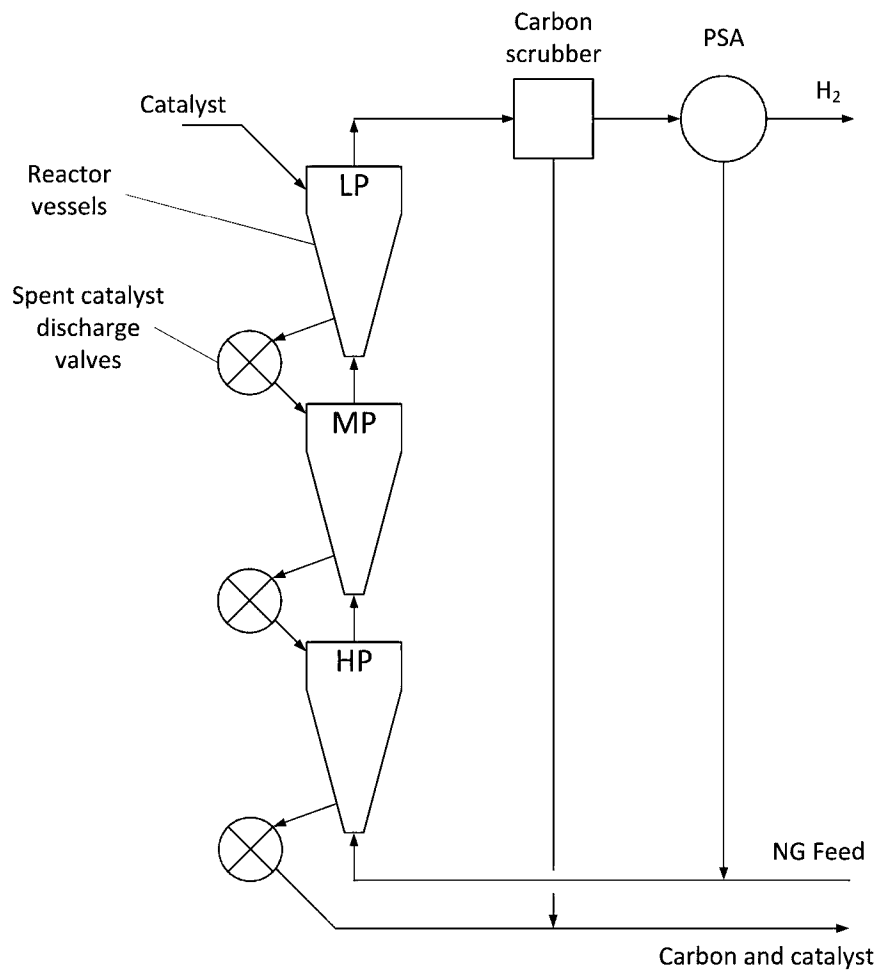 Carbon
scrubber
PSA
H₂
Catalyst
LP
Reactor
vessels
Spent catalyst
discharge
valves
MP
HP
NG Feed
Carbon and catalyst